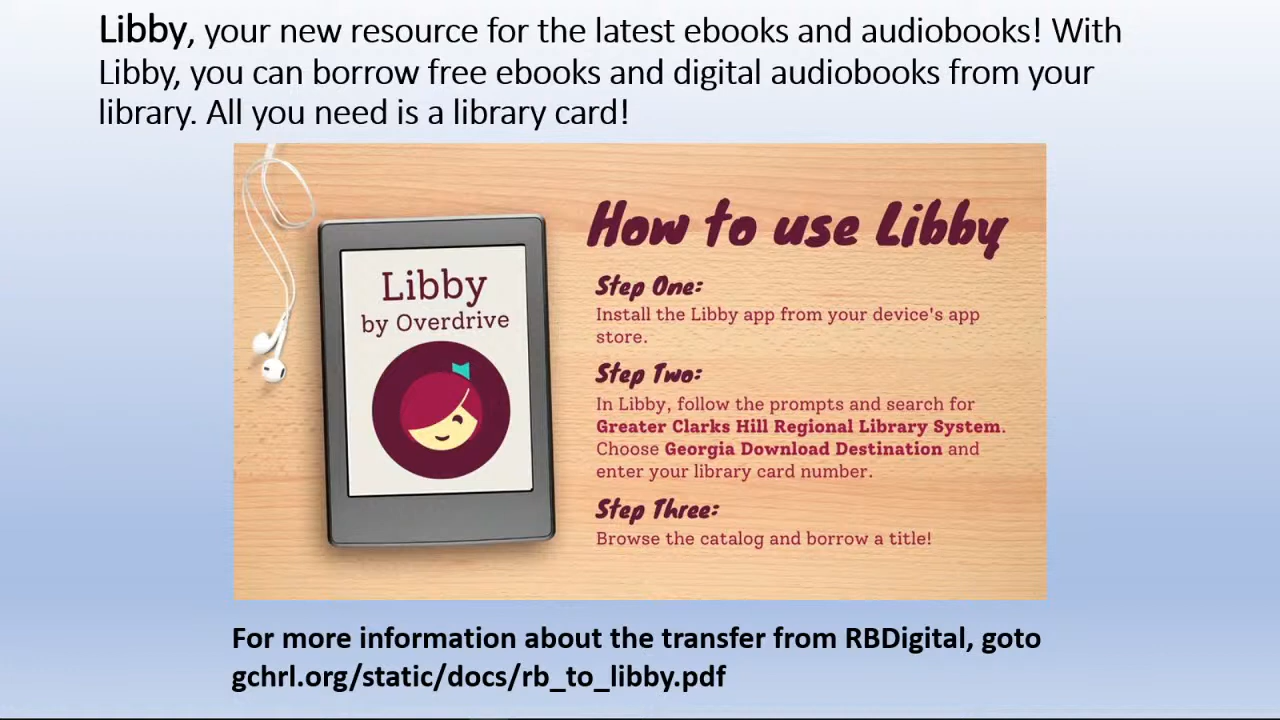 Libby, your new resource for the latest ebooks and audiobooks! With
Libby, you can borrow free ebooks and digital audiobooks from your
library. All you need is a library card!
Libby
by Overdrive
How to use Libby
Step One:
Install the Libby app from your device's app
store.
Step Two:
In Libby, follow the prompts and search for
Greater Clarks Hill Regional Library System.
Choose Georgia Download Destination and
enter your library card number.
Step Three:
Browse the catalog and borrow a title!
For more information about the transfer from RBDigital, goto
gchrl.org/static/docs/rb_to_libby.pdf